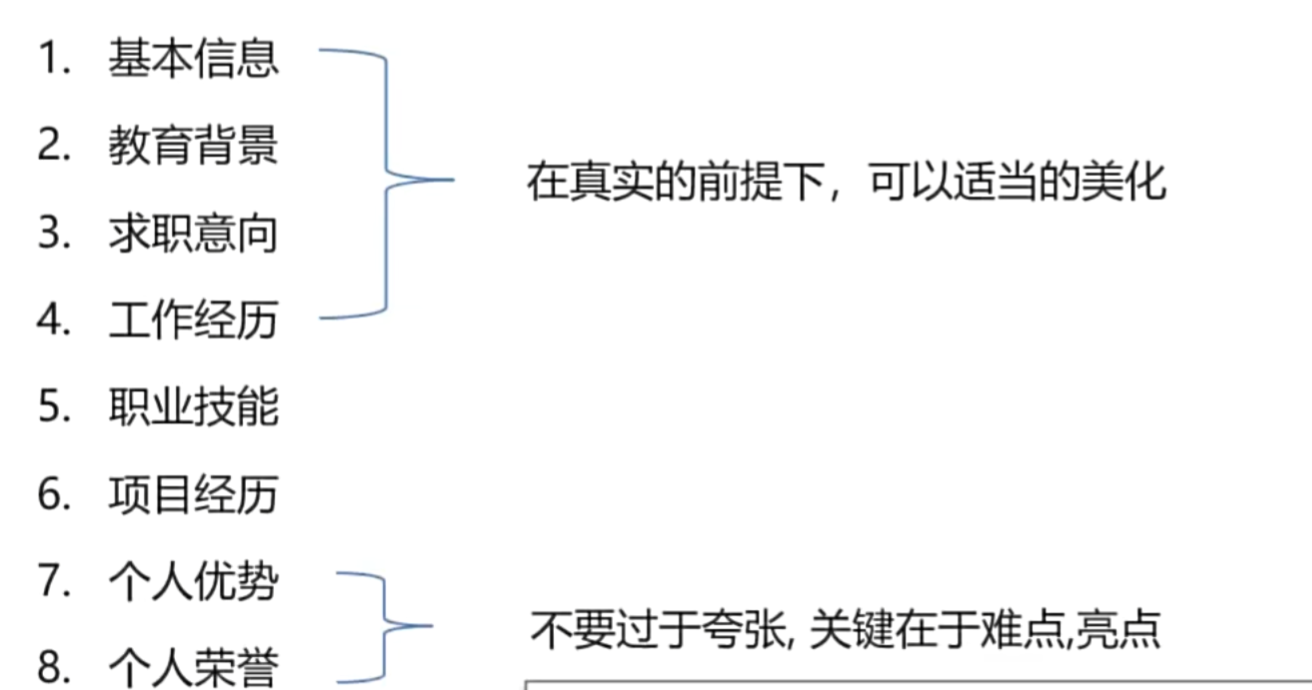 1. 基本信息
2. 教育背景
在真实的前提下，可以适当的美化
3. 求职意向
4. 工作经历
5. 职业技能
6. 项目经历
7. 个人优势
不要过于夸张, 关键在于难点,亮点
8. 个人荣誉